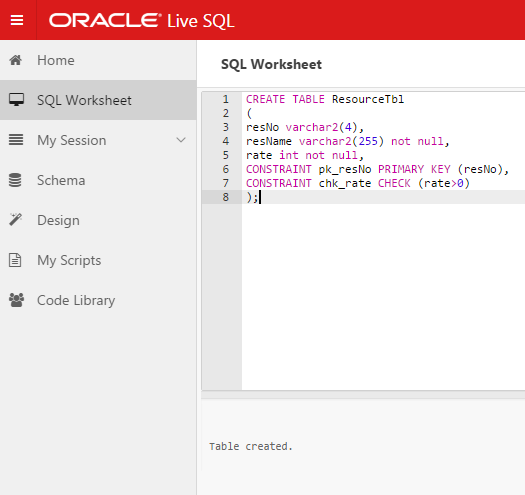 ORACLE Live SQL
Home
SQL Worksheet
My Session
Schema
Design
My Scripts
Code Library
SQL Worksheet
1 CREATE TABLE ResourceTbl
2 (
3 resNo varchar2(4),
4 resName varchar2(255) not null,
5 rate int not null,
6 CONSTRAINT pk_resNo PRIMARY KEY (resNo),
7 CONSTRAINT chk_rate CHECK (rate>0)
8 );
Table created.